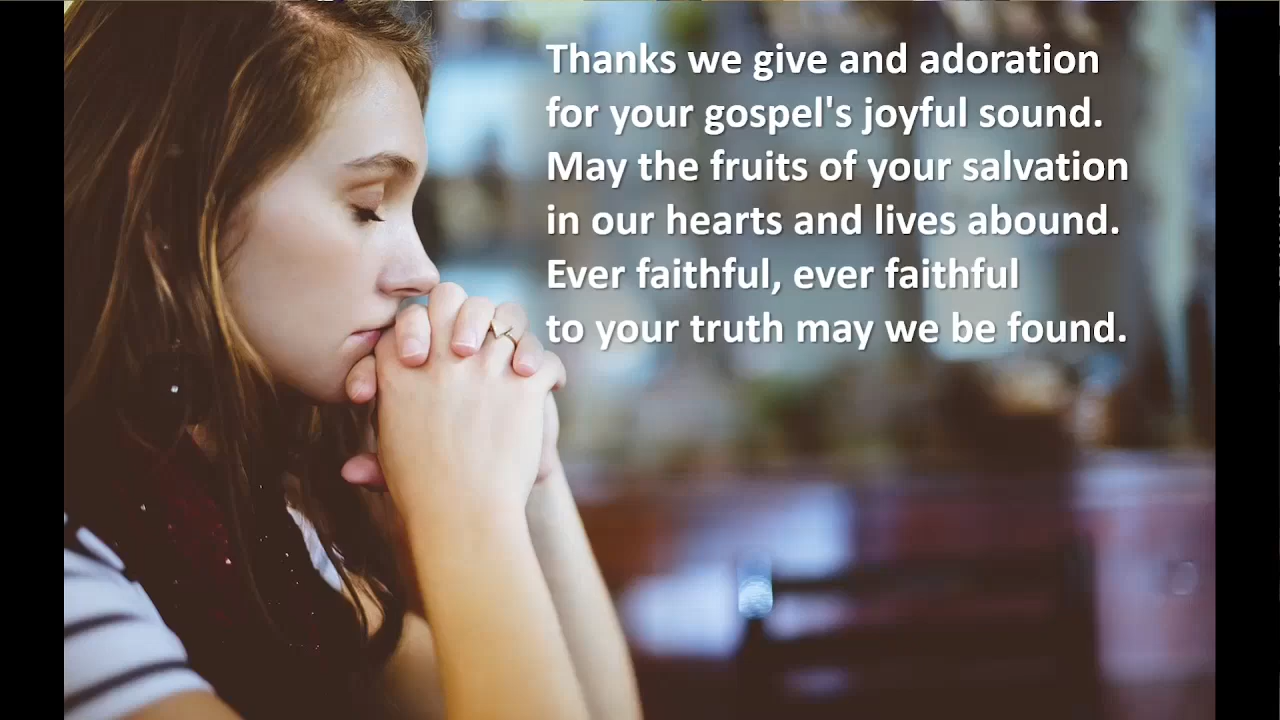 Thanks we give and adoration
for your gospel's joyful sound.
May the fruits of your salvation
in our hearts and lives abound.
Ever faithful, ever faithful
to your truth may we be found.